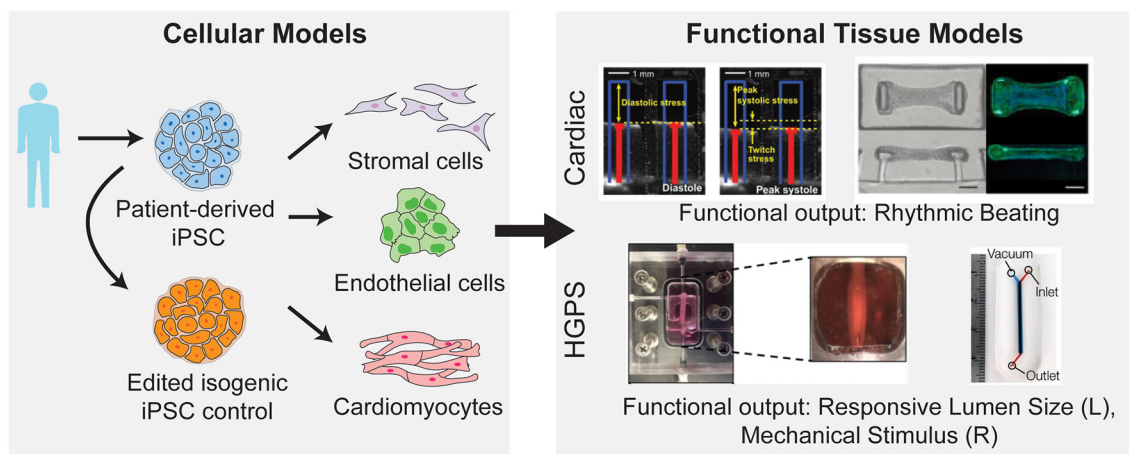 Cellular Models
Patient-derived
iPSC
Edited isogenic
iPSC control
Stromal cells
Endothelial cells
Cardiomyocytes
Functional Tissue Models
Cardiac
1 mm
Diastolic stress
Diastole
1 mm
Peak
systolic stress
Twitch
stress
Peak systole
Functional output: Rhythmic Beating
HGPS
Vacuum
Inlet
Outlet
Functional output: Responsive Lumen Size (L),
Mechanical Stimulus (R)